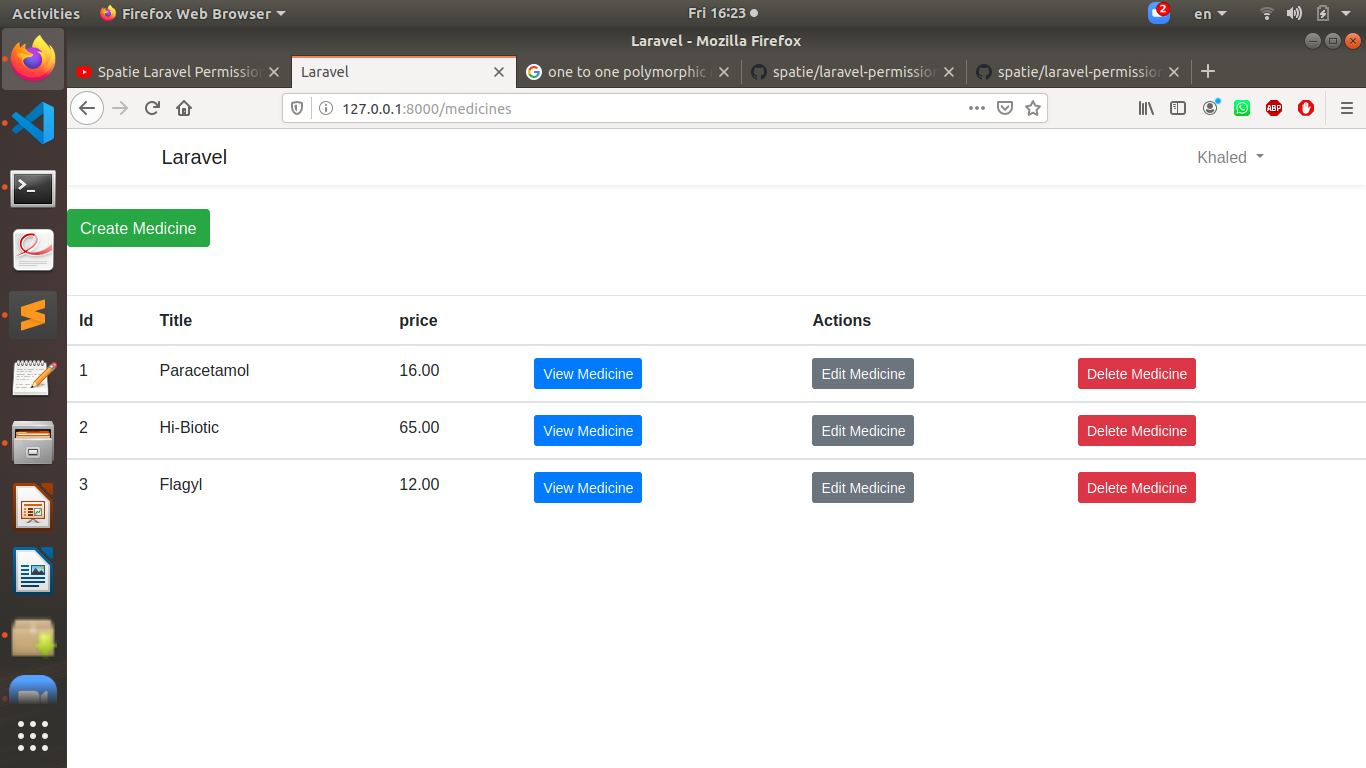 Activities Firefox Web Browser Fri 16:23 2 en
Laravel - Mozilla Firefox
Spatie Laravel Permission Laravel one to one polymorphic spatie/laravel-permission spatie/laravel-permission
127.0.0.1:8000/medicines ABP
Laravel Khaled
Create Medicine
Id Title price Actions
1 Paracetamol 16.00 View Medicine Edit Medicine Delete Medicine
2 Hi-Biotic 65.00 View Medicine Edit Medicine Delete Medicine
3 Flagyl 12.00 View Medicine Edit Medicine Delete Medicine